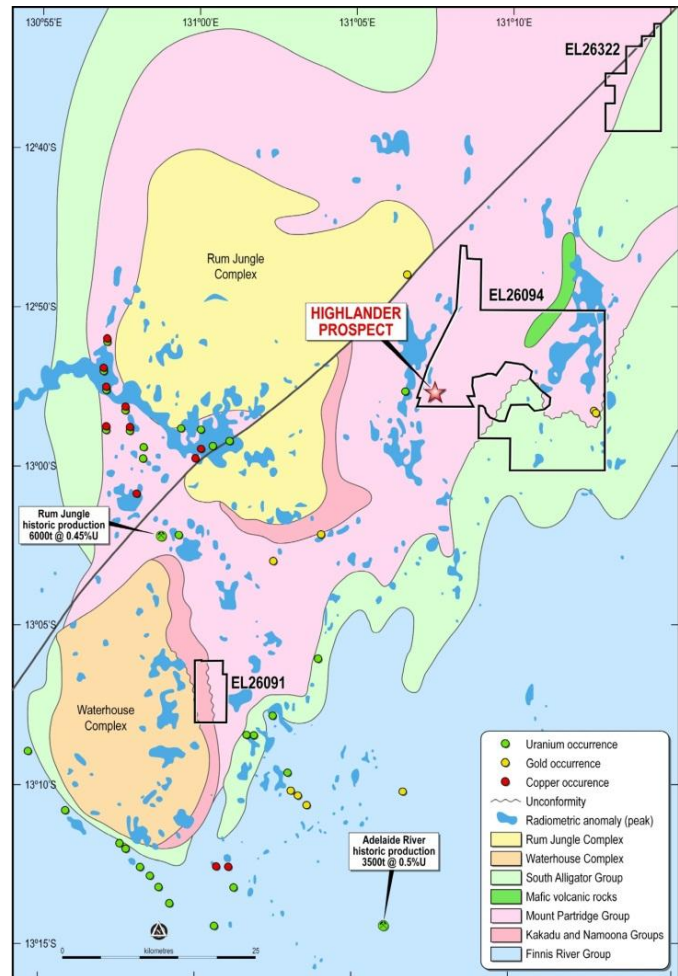 130°55'E
131°00'E
131°05'E
131°10'E
EL26322
12°40'S
Rum Jungle
Complex
12°50'S
EL26094
HIGHLANDER
PROSPECT
13°00'S
Rum Jungle
historic production
6000t @ 0.45%U
13°05'S
EL26091
Waterhouse
Complex
13°10'S
Adelaide River
historic production
3500t @ 0.5%U
13°15'S
0
kilometres
25
Uranium occurrence
Gold occurrence
Copper occurence
Unconformity
Radiometric anomaly (peak)
Rum Jungle Complex
Waterhouse Complex
South Alligator Group
Mafic volcanic rocks
Mount Partridge Group
Kakadu and Namoona Groups
Finnis River Group